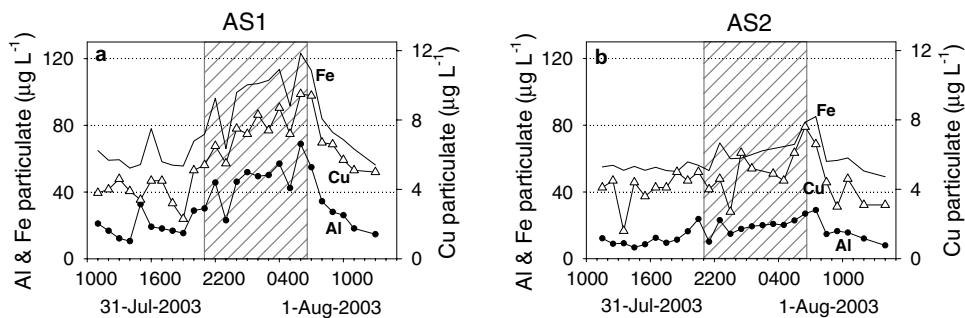 AS1
AS2
a
b
Al & Fe particulate (µg L-1)
120
80
40
0
Fe
Cu
Al
12
8
4
0
Cu particulate (µg L-1)
1000 1600 2200 0400 1000
31-Jul-2003 1-Aug-2003
Al & Fe particulate (µg L-1)
120
80
40
0
Fe
Cu
Al
12
8
4
0
Cu particulate (µg L-1)
1000 1600 2200 0400 1000
31-Jul-2003 1-Aug-2003